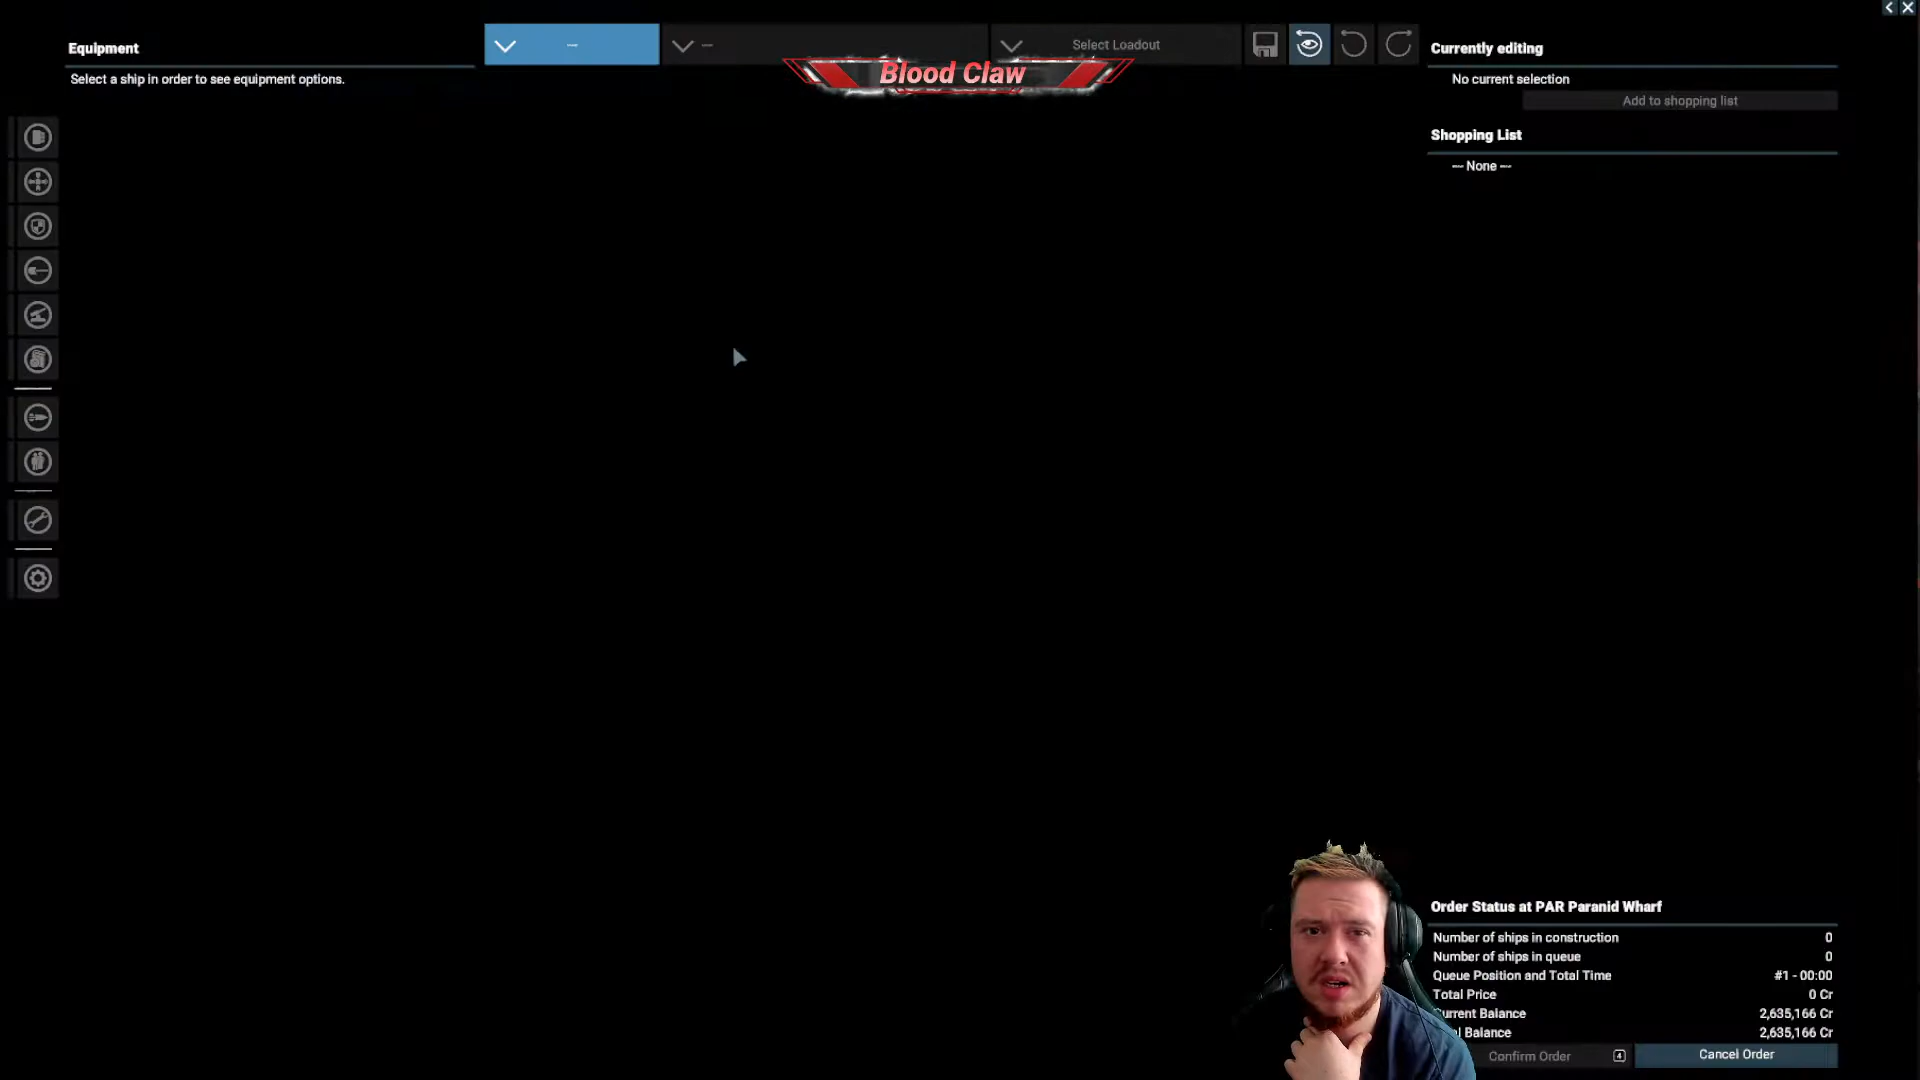 Equipment
Select a ship in order to see equipment options.
--
--
Select Loadout
Blood Claw
Currently editing
No current selection
Add to shopping list
Shopping List
--- None ---
Order Status at PAR Paranid Wharf
Number of ships in construction 0
Number of ships in queue 0
Queue Position and Total Time #1 - 00:00
Total Price 0 Cr
urrent Balance 2,635,166 Cr
l Balance 2,635,166 Cr
Confirm Order 4
Cancel Order